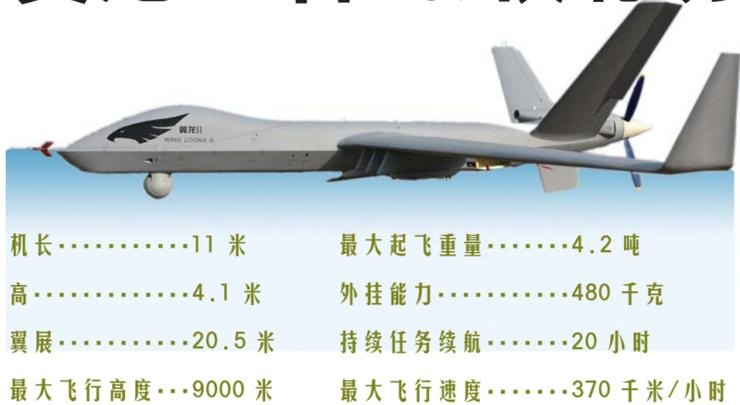 翼龙II
WING LOONG II
机长···········11 米
最大起飞重量·······4.2 吨
高···········4.1 米
外挂能力···········480 千克
翼展···········20.5 米
持续任务续航·······20 小时
最大飞行高度···9000 米
最大飞行速度·······370 千米/小时